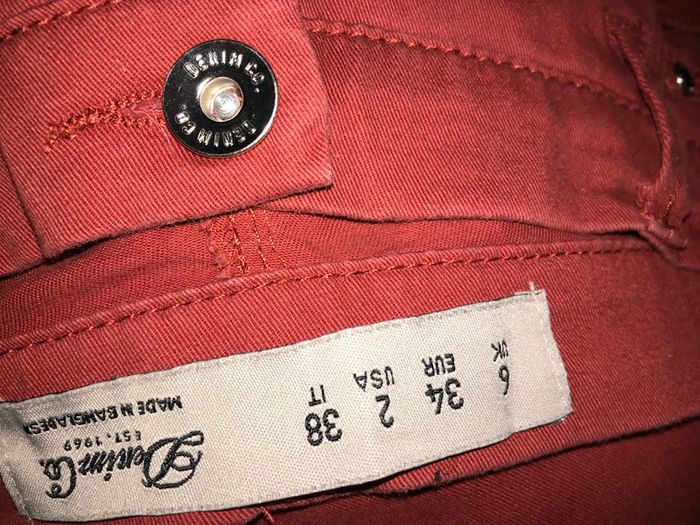 DENIM CO.
DENIM CO.
Denim Co.
EST. 1969
MADE IN BANGLADESH
6 34 2 38
UK EUR USA IT